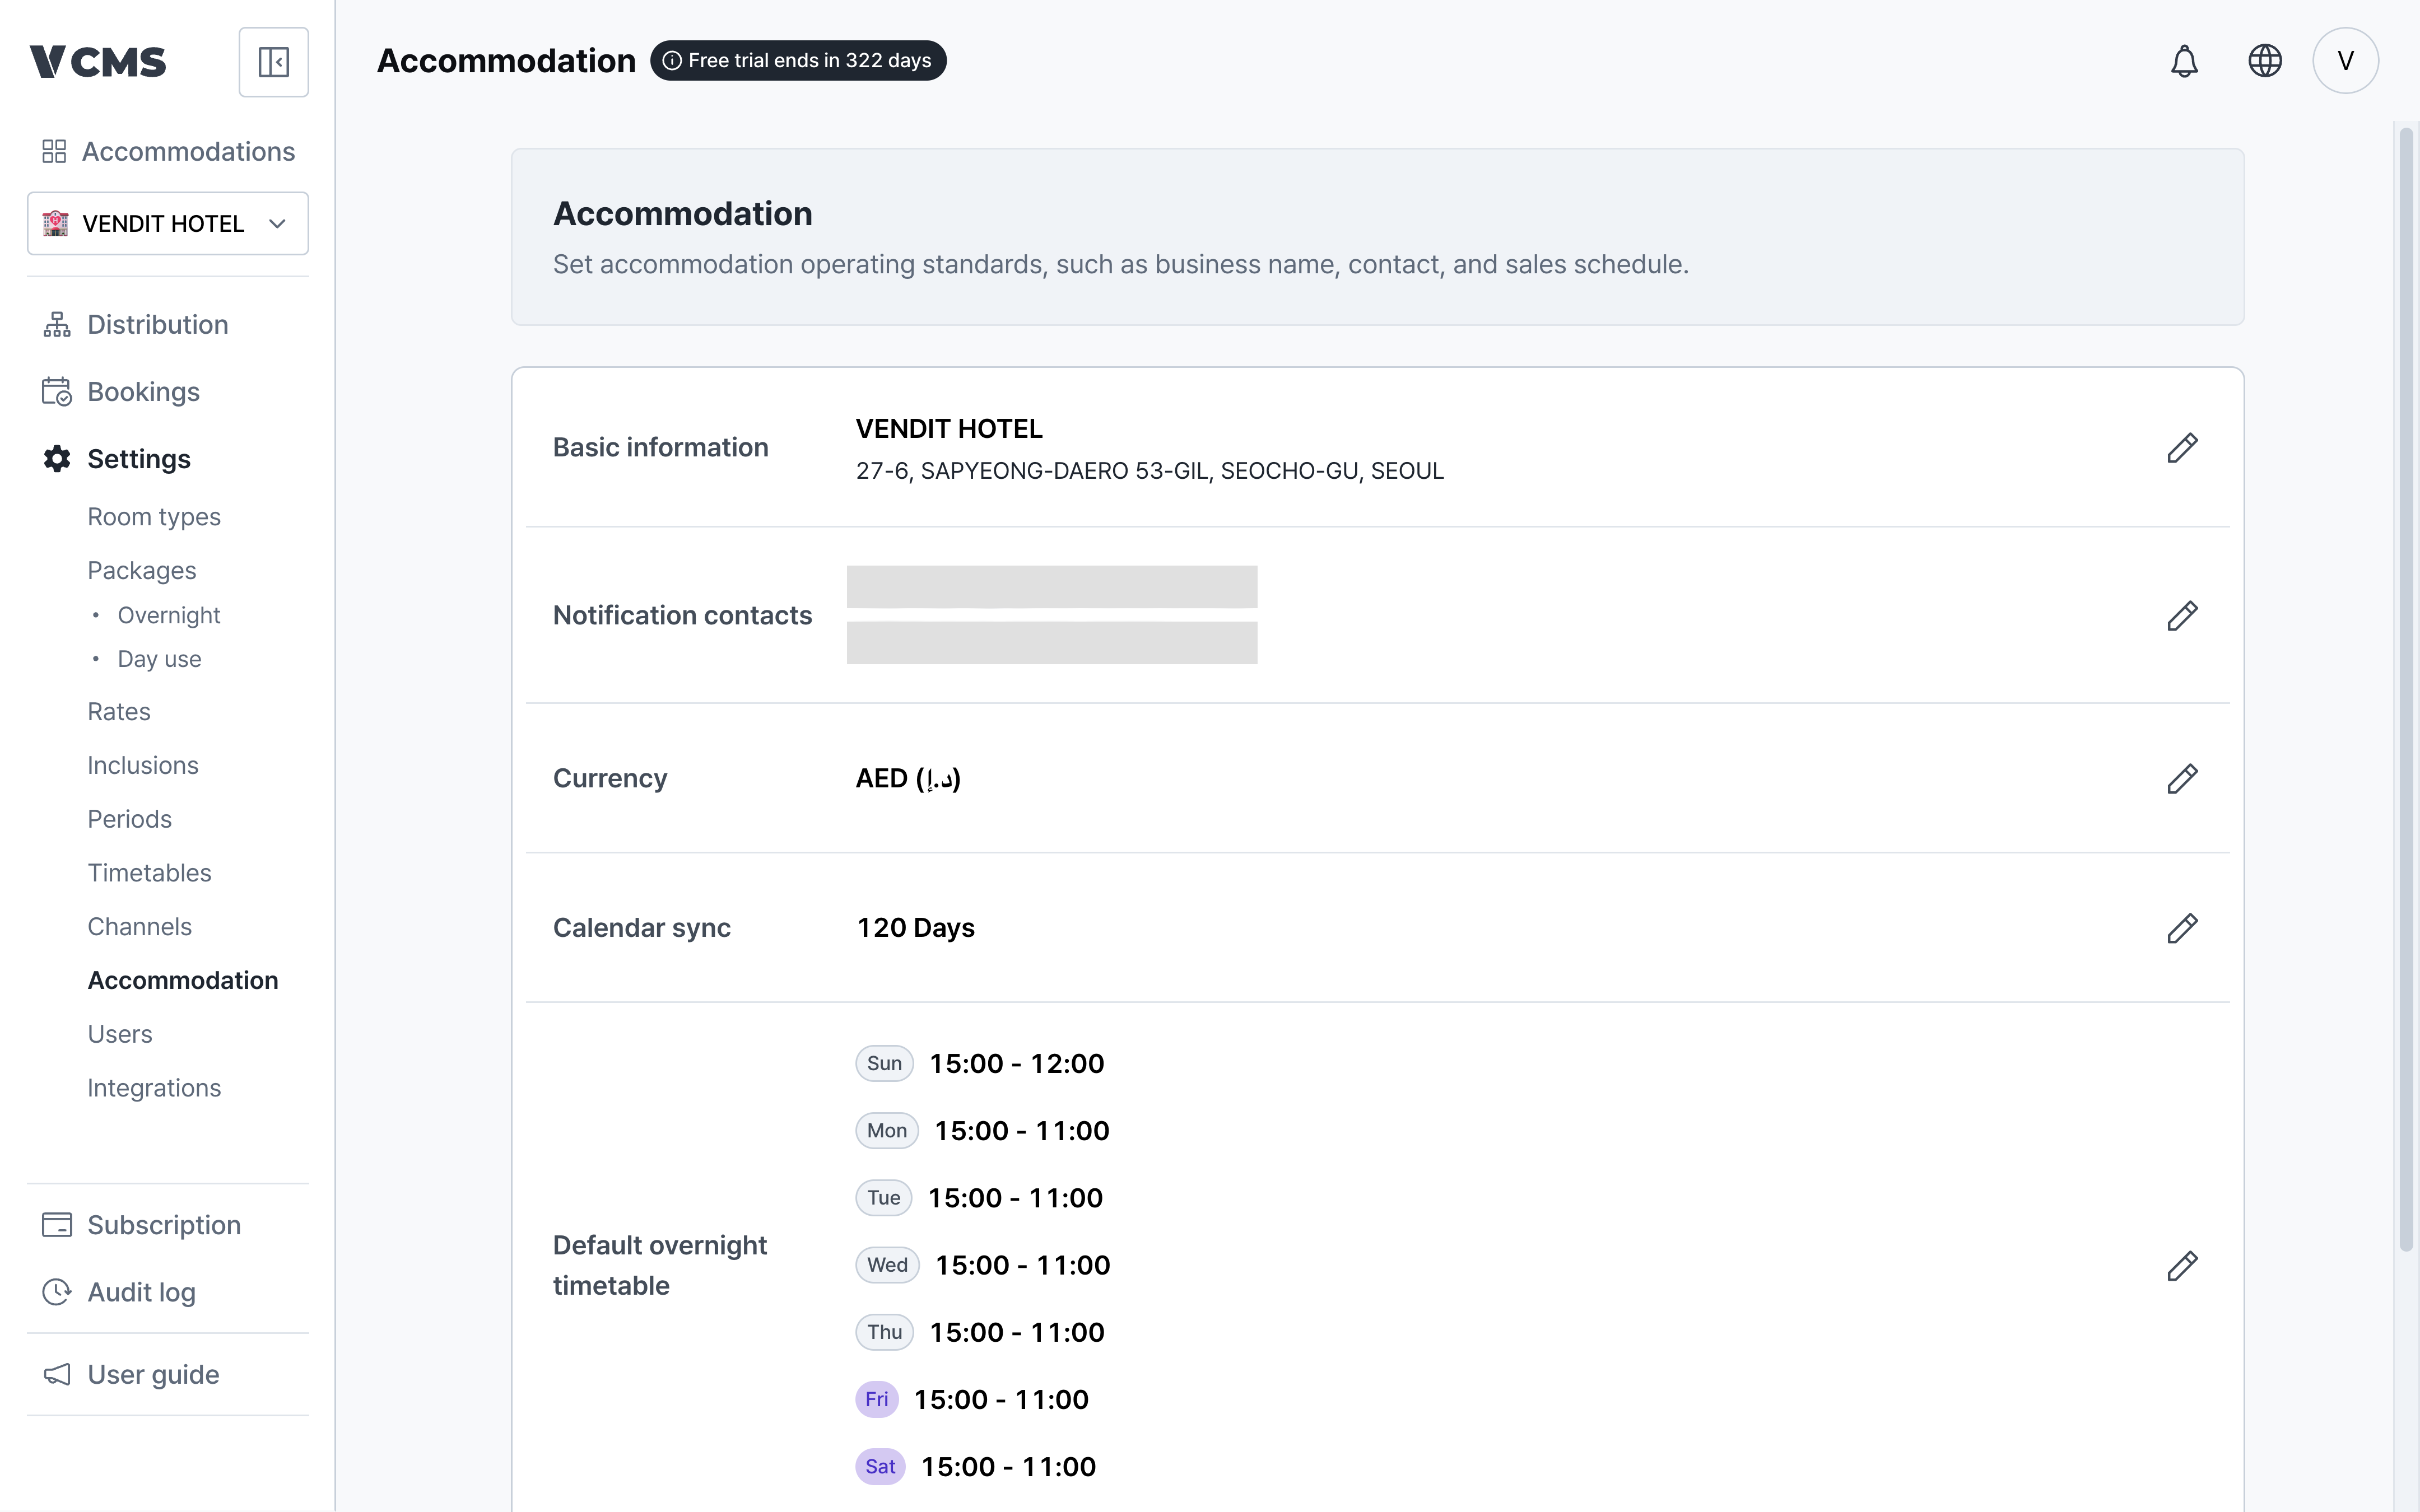 VCMS
Accommodations
VENDIT HOTEL
Distribution
Bookings
Settings
Room types
Packages
• Overnight
• Day use
Rates
Inclusions
Periods
Timetables
Channels
Accommodation
Users
Integrations
Subscription
Audit log
User guide
Accommodation
Free trial ends in 322 days
V
Accommodation
Set accommodation operating standards, such as business name, contact, and sales schedule.
Basic information
VENDIT HOTEL
27-6, SAPYEONG-DAERO 53-GIL, SEOCHO-GU, SEOUL
Notification contacts
Currency
AED (د.إ)
Calendar sync
120 Days
Default overnight
timetable
Sun 15:00 - 12:00
Mon 15:00 - 11:00
Tue 15:00 - 11:00
Wed 15:00 - 11:00
Thu 15:00 - 11:00
Fri 15:00 - 11:00
Sat 15:00 - 11:00